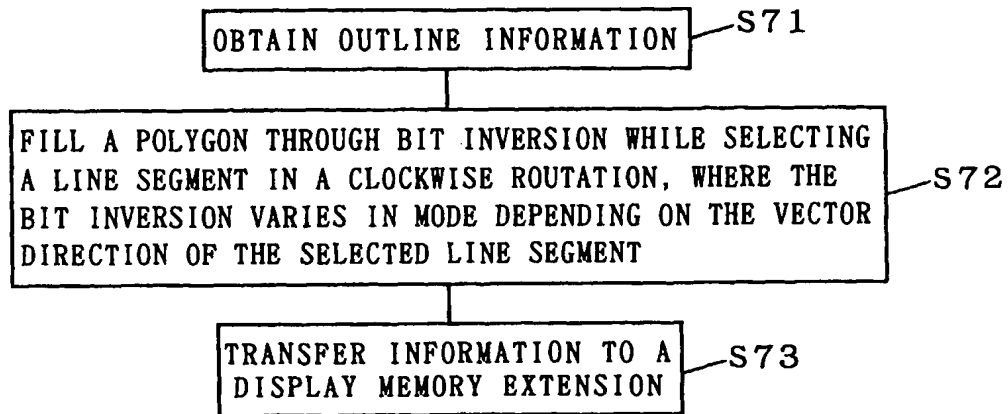 OBTAIN OUTLINE INFORMATION
S71
FILL A POLYGON THROUGH BIT INVERSION WHILE SELECTING
A LINE SEGMENT IN A CLOCKWISE ROUTATION, WHERE THE
BIT INVERSION VARIES IN MODE DEPENDING ON THE VECTOR
DIRECTION OF THE SELECTED LINE SEGMENT
S72
TRANSFER INFORMATION TO A
DISPLAY MEMORY EXTENSION
S73